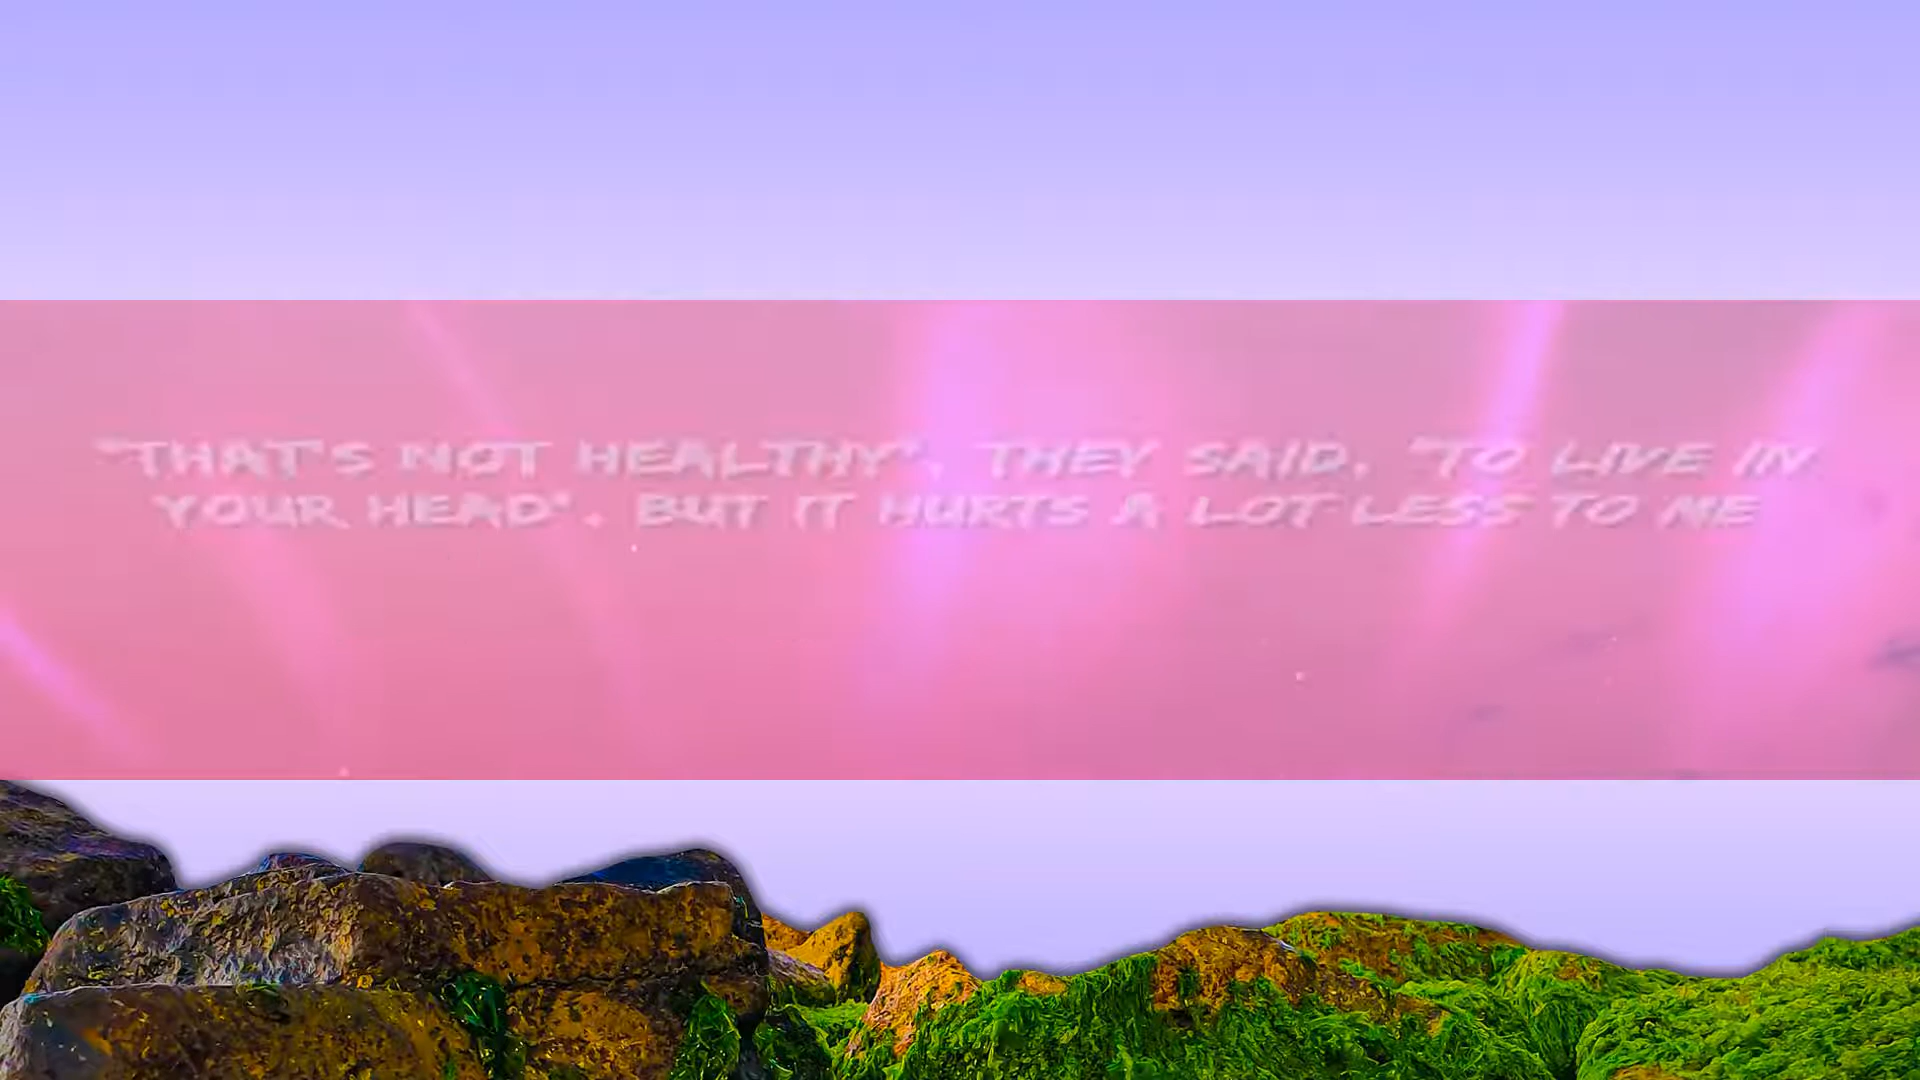 "THAT'S NOT HEALTHY", THEY SAID, "TO LIVE IN
YOUR HEAD". BUT IT HURTS A LOT LESS TO ME